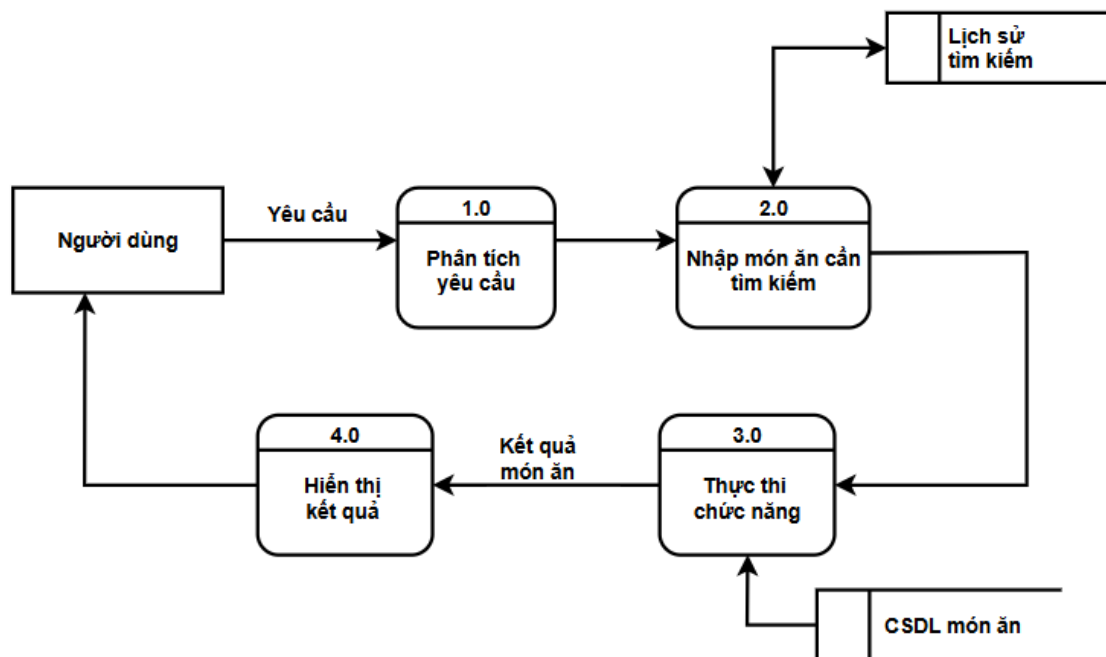 Lịch sử
tìm kiếm
Người dùng
Yêu cầu
1.0
Phân tích
yêu cầu
2.0
Nhập món ăn cần
tìm kiếm
4.0
Hiển thị
kết quả
Kết quả
món ăn
3.0
Thực thi
chức năng
CSDL món ăn